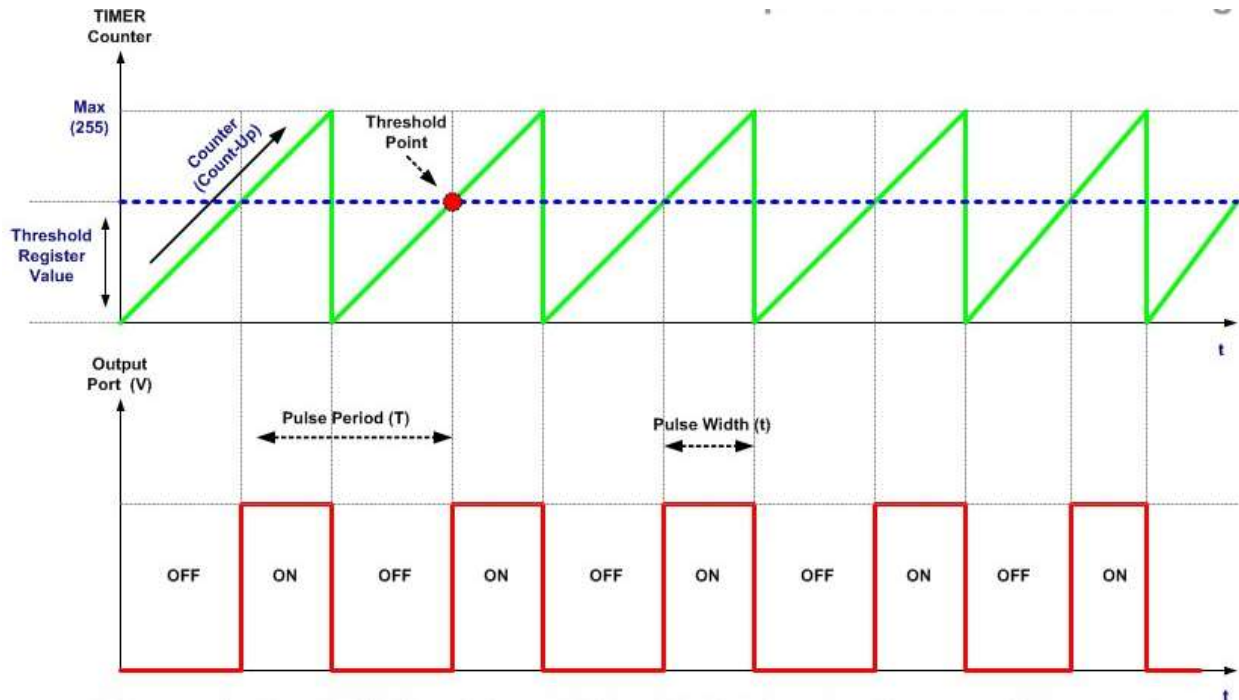 TIMER
Counter
Max
(255)
Counter
(Count-Up)
Threshold
Point
Threshold
Register
Value
t
Output
Port (V)
Pulse Period (T)
Pulse Width (t)
OFF
ON
OFF
ON
OFF
ON
OFF
ON
OFF
ON
t